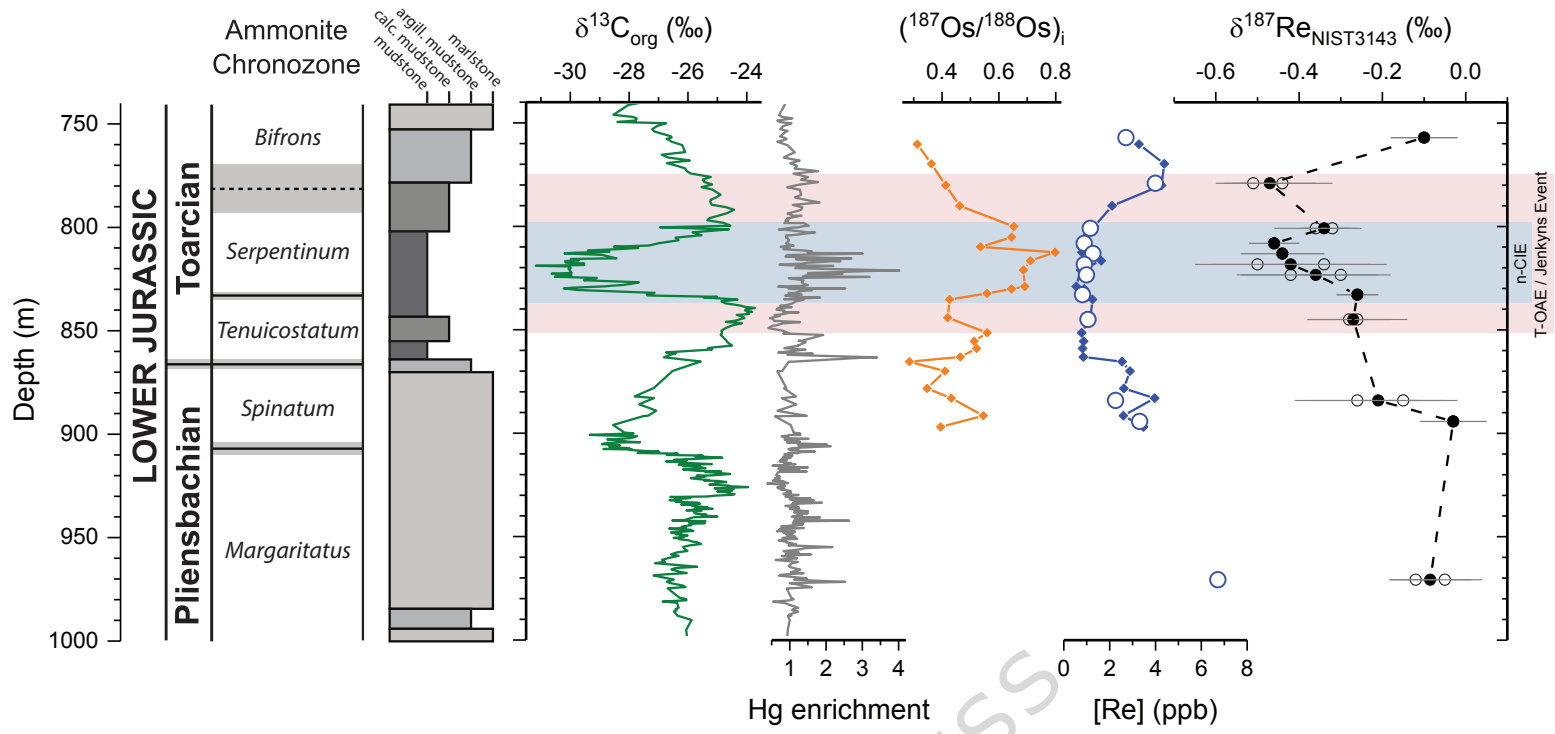 Ammonite
Chronozone
mudstone
calc. mudstone
argill. mudstone
marlstone
δ13Corg (‰)
(187Os/188Os)i
δ187ReNIST3143 (‰)
-30 -28 -26 -24
0.4 0.6 0.8
-0.6 -0.4 -0.2 0.0
Depth (m)
750
800
850
900
950
1000
LOWER JURASSIC
Toarcian
Pliensbachian
Bifrons
Serpentinum
Tenuicostatum
Spinatum
Margaritatus
n-CIE
T-OAE / Jenkyns Event
1 2 3 4
0 2 4 6 8
Hg enrichment
[Re] (ppb)